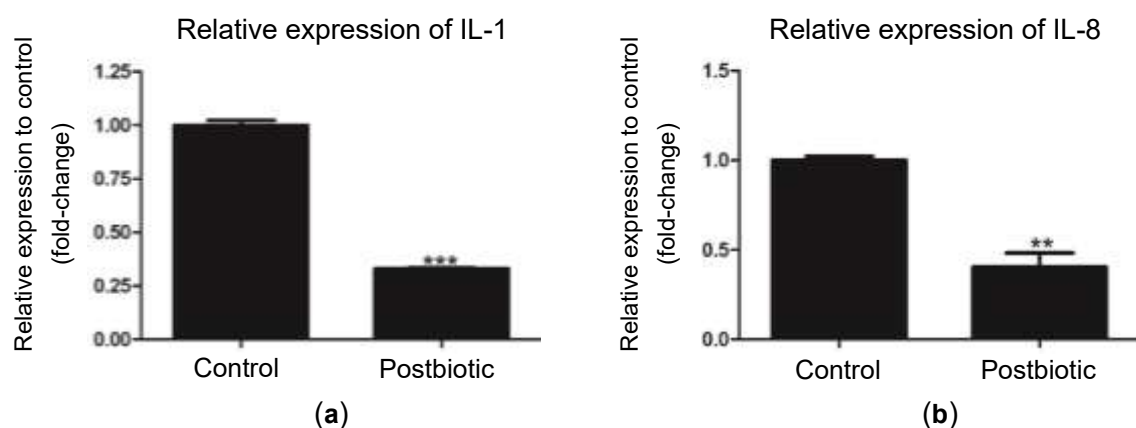 Relative expression of IL-1
Relative expression to control
(fold-change)
1.25
1.00
0.75
0.50
0.25
0.00
***
Control
Postbiotic
(a)
Relative expression of IL-8
Relative expression to control
(fold-change)
1.5
1.0
0.5
0.0
**
Control
Postbiotic
(b)